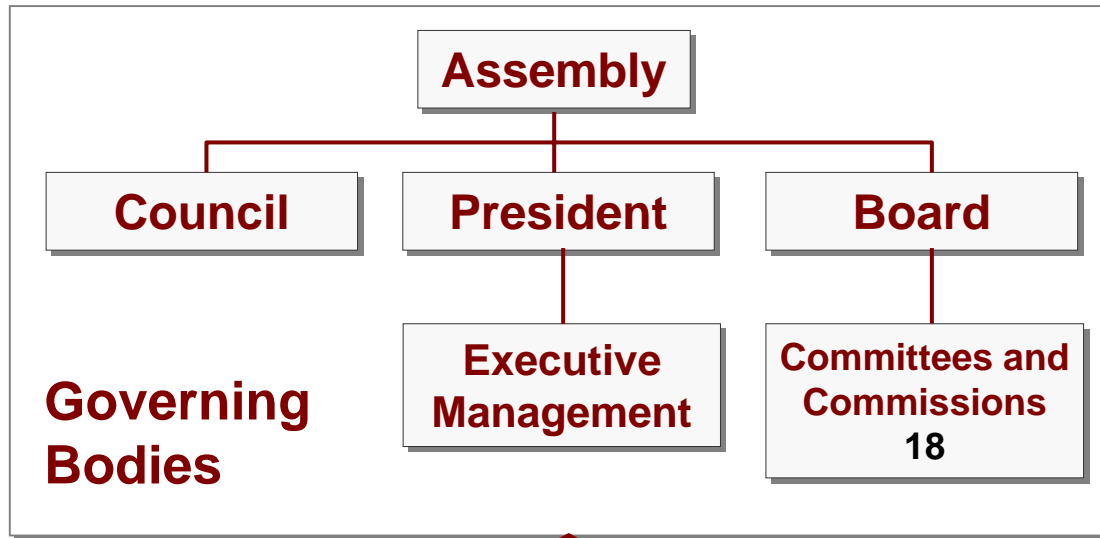 Assembly
Council
President
Board
Executive
Management
Committees and
Commissions
18
Governing
Bodies